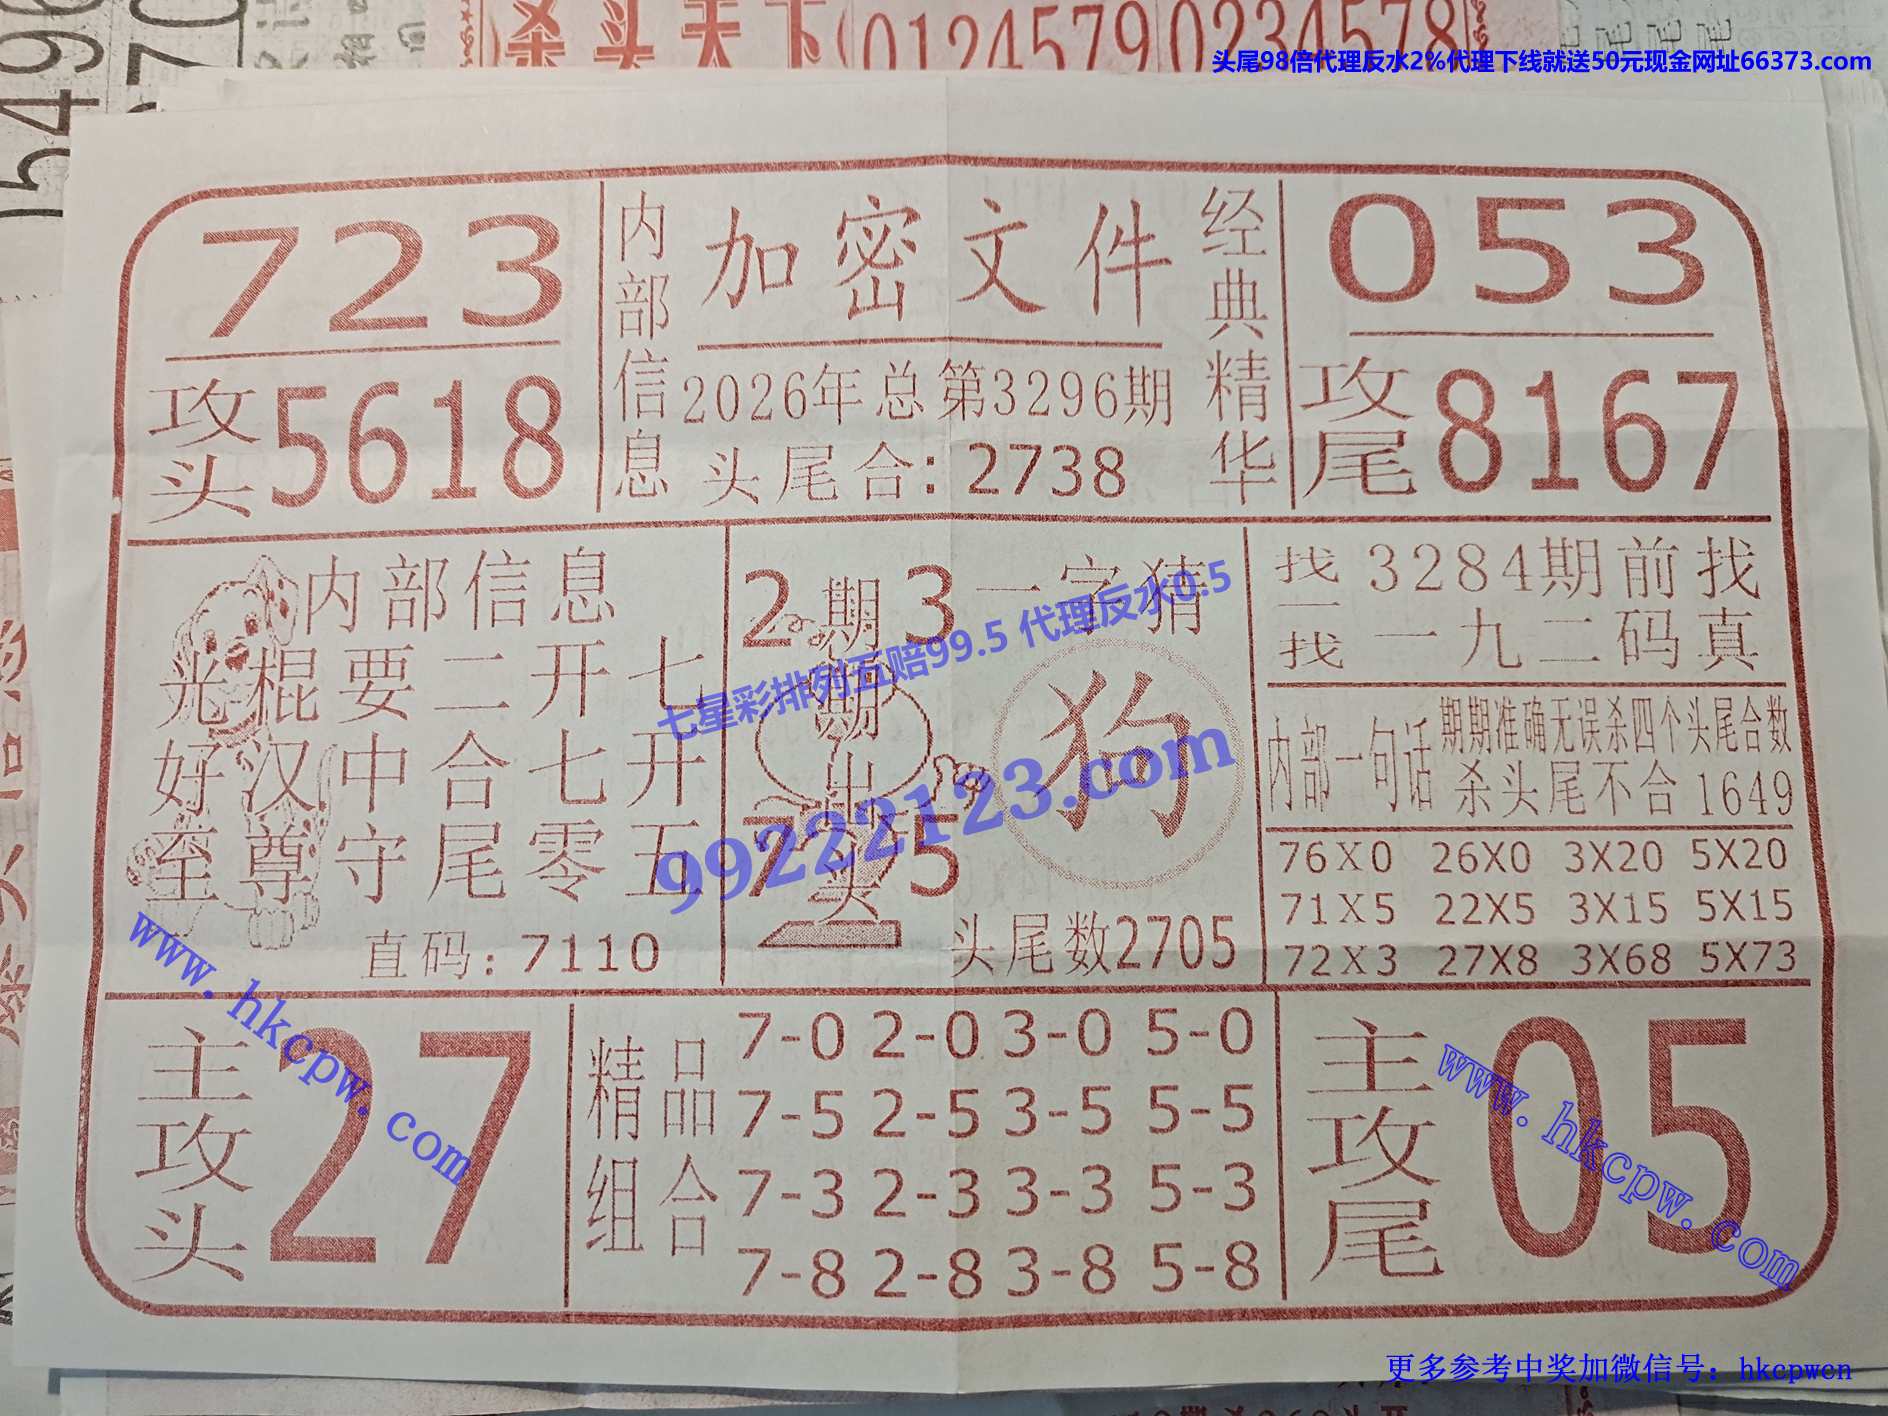 杀头天下
01245790234578
头尾98倍代理反水2%代理下线就送50元现金网址66373.com
723
攻头5618
内部信息
加密文件
2026年总第3296期
头尾合:2738
经典精华
053
攻尾8167
内部信息
光棍要二开七
好汉中合七开
至尊守尾零五
直码:7110
2期3
期期出头
7 2 5
一字猜
狗
头尾数2705
七星彩排列五赔99.5 代理反水0.5
99222123.com
找一找
3284期前找
一九二码真
内部一句话
期期准确无误杀四个头尾合数
杀头尾不合1649
76X0 26X0 3X20 5X20
71X5 22X5 3X15 5X15
72X3 27X8 3X68 5X73
主攻头
27
精品组合
7-0 2-0 3-0 5-0
7-5 2-5 3-5 5-5
7-3 2-3 3-3 5-3
7-8 2-8 3-8 5-8
主攻尾
05
www.hkcpw.com
www.hkcpw.com
更多参考中奖加微信号：hkcpwcn